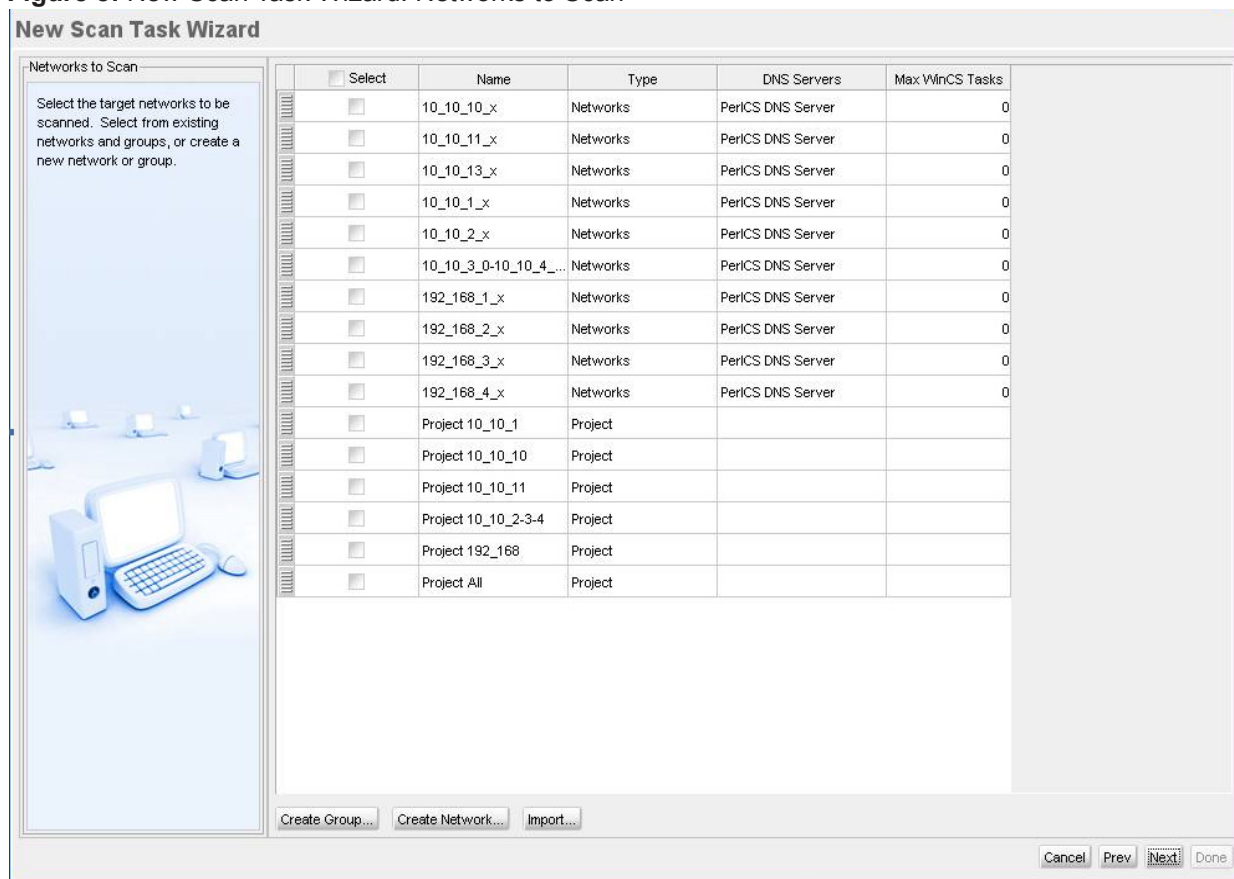 New Scan Task Wizard
Networks to Scan
Select the target networks to be
scanned. Select from existing
networks and groups, or create a
new network or group.
Select Name Type DNS Servers Max WinCS Tasks
10_10_10_x Networks PerICS DNS Server 0
10_10_11_x Networks PerICS DNS Server 0
10_10_13_x Networks PerICS DNS Server 0
10_10_1_x Networks PerICS DNS Server 0
10_10_2_x Networks PerICS DNS Server 0
10_10_3_0-10_10_4_... Networks PerICS DNS Server 0
192_168_1_x Networks PerICS DNS Server 0
192_168_2_x Networks PerICS DNS Server 0
192_168_3_x Networks PerICS DNS Server 0
192_168_4_x Networks PerICS DNS Server 0
Project 10_10_1 Project
Project 10_10_10 Project
Project 10_10_11 Project
Project 10_10_2-3-4 Project
Project 192_168 Project
Project All Project
Create Group... Create Network... Import...
Cancel Prev Next Done